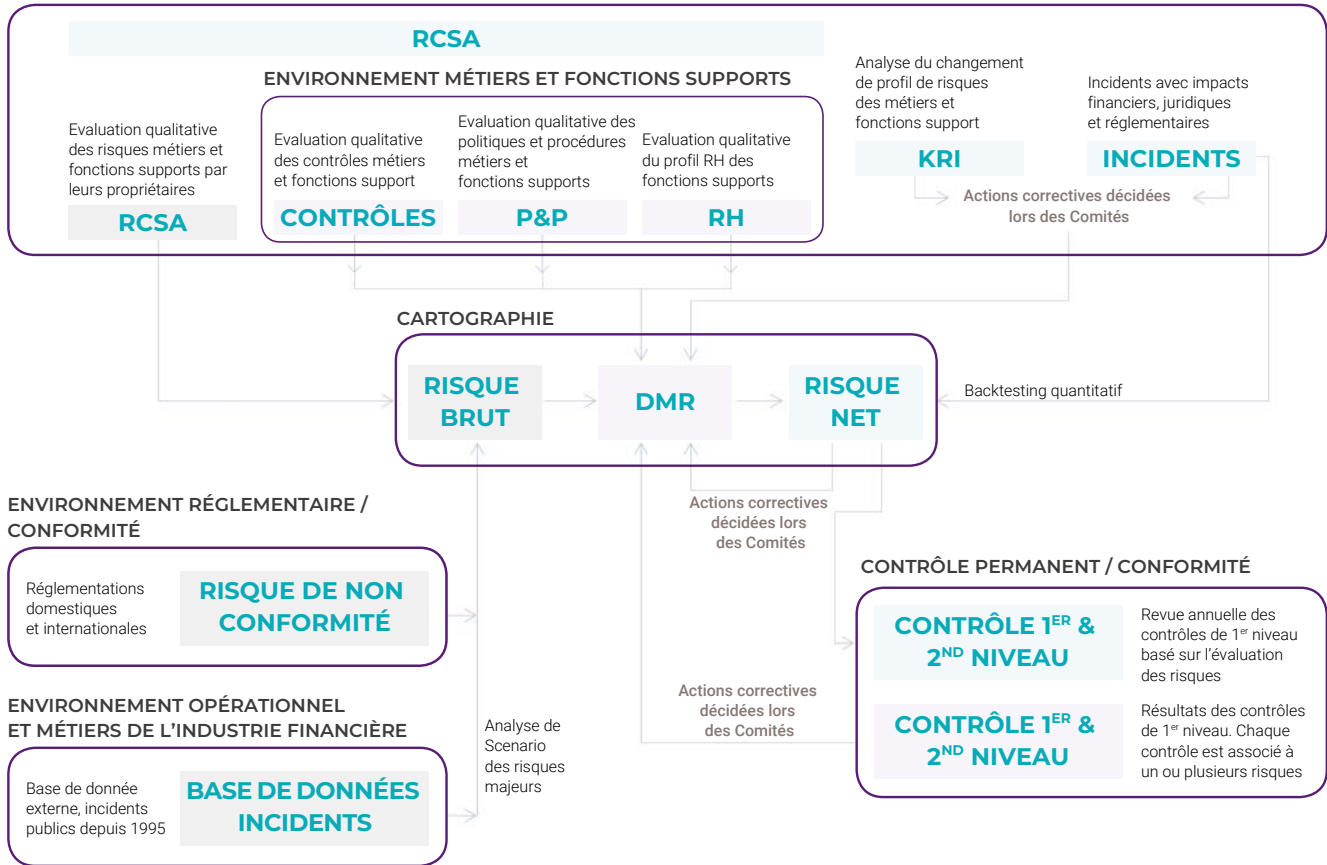 RCSA
ENVIRONNEMENT MÉTIERS ET FONCTIONS SUPPORTS
Evaluation qualitative
des risques métiers et
fonctions supports par
leurs propriétaires
RCSA
Evaluation qualitative
des contrôles métiers
et fonctions support
CONTRÔLES
Evaluation qualitative des
politiques et procédures
métiers et
fonctions supports
P&P
Evaluation qualitative
du profil RH des
fonctions supports
RH
Analyse du changement
de profil de risques
des métiers et
fonctions support
KRI
Incidents avec impacts
financiers, juridiques
et réglementaires
INCIDENTS
Actions correctives décidées
lors des Comités
CARTOGRAPHIE
RISQUE
BRUT
DMR
RISQUE
NET
Backtesting quantitatif
Actions correctives
décidées lors
des Comités
ENVIRONNEMENT RÉGLEMENTAIRE /
CONFORMITÉ
Réglementations
domestiques
et internationales
RISQUE DE NON
CONFORMITÉ
ENVIRONNEMENT OPÉRATIONNEL
ET MÉTIERS DE L’INDUSTRIE FINANCIÈRE
Base de donnée
externe, incidents
publics depuis 1995
BASE DE DONNÉES
INCIDENTS
Analyse de
Scenario
des risques
majeurs
Actions correctives
décidées lors
des Comités
CONTRÔLE PERMANENT / CONFORMITÉ
CONTRÔLE 1ER &
2ND NIVEAU
Revue annuelle des
contrôles de 1er niveau
basé sur l’évaluation
des risques
CONTRÔLE 1ER &
2ND NIVEAU
Résultats des contrôles
de 1er niveau. Chaque
contrôle est associé à
un ou plusieurs risques